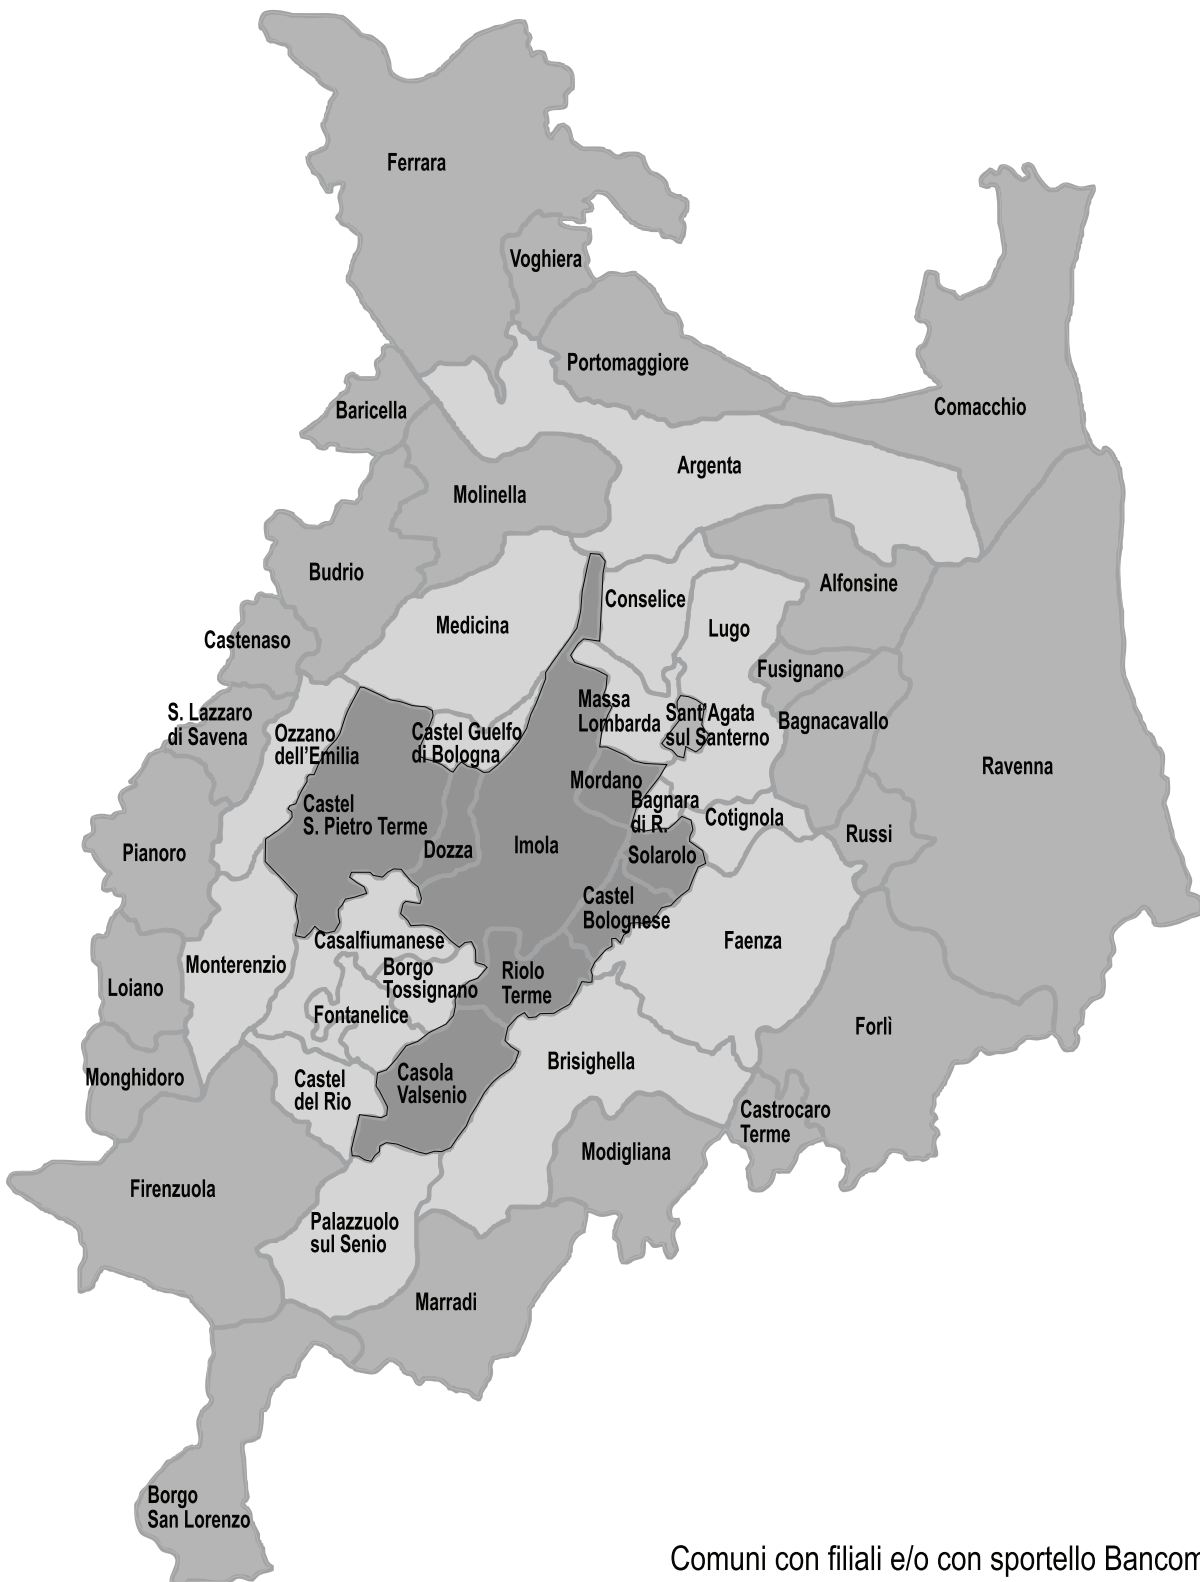 Ferrara
Voghiera
Portomaggiore
Comacchio
Baricella
Argenta
Molinella
Budrio
Alfonsine
Conselice
Medicina
Lugo
Castenaso
Fusignano
S. Lazzaro
di Savena
Massa
Lombarda
Sant'Agata
sul Santerno
Bagnacavallo
Ozzano
dell'Emilia
Castel Guelfo
di Bologna
Ravenna
Mordano
Bagnara
di R.
Castel
S. Pietro Terme
Cotignola
Russi
Pianoro
Dozza
Imola
Solarolo
Castel
Bolognese
Faenza
Casalfiumanese
Monterenzio
Borgo
Tossignano
Riolo
Terme
Loiano
Fontanelice
Forlì
Brisighella
Monghidoro
Castel
del Rio
Casola
Valsenio
Castrocaro
Terme
Modigliana
Firenzuola
Palazzuolo
sul Senio
Marradi
Borgo
San Lorenzo
Comuni con filiali e/o con sportello Bancom